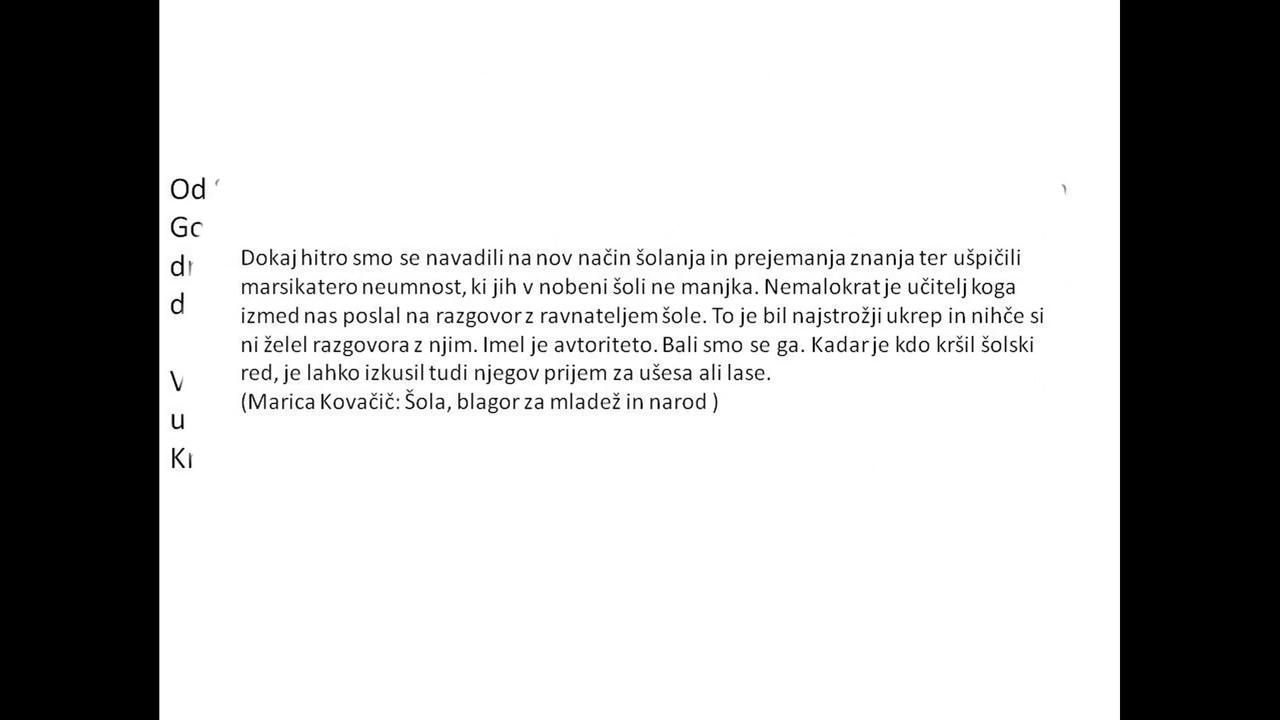 Od
Dokaj hitro smo se navadili na nov način šolanja in prejemanja znanja ter ušpičili
marsikatero neumnost, ki jih v nobeni šoli ne manjka. Nemalokrat je učitelj koga
izmed nas poslal na razgovor z ravnateljem šole. To je bil najstrožji ukrep in nihče si
ni želel razgovora z njim. Imel je avtoriteto. Bali smo se ga. Kadar je kdo kršil šolski
red, je lahko izkusil tudi njegov prijem za ušesa ali lase.
(Marica Kovačič: Šola, blagor za mladež in narod )